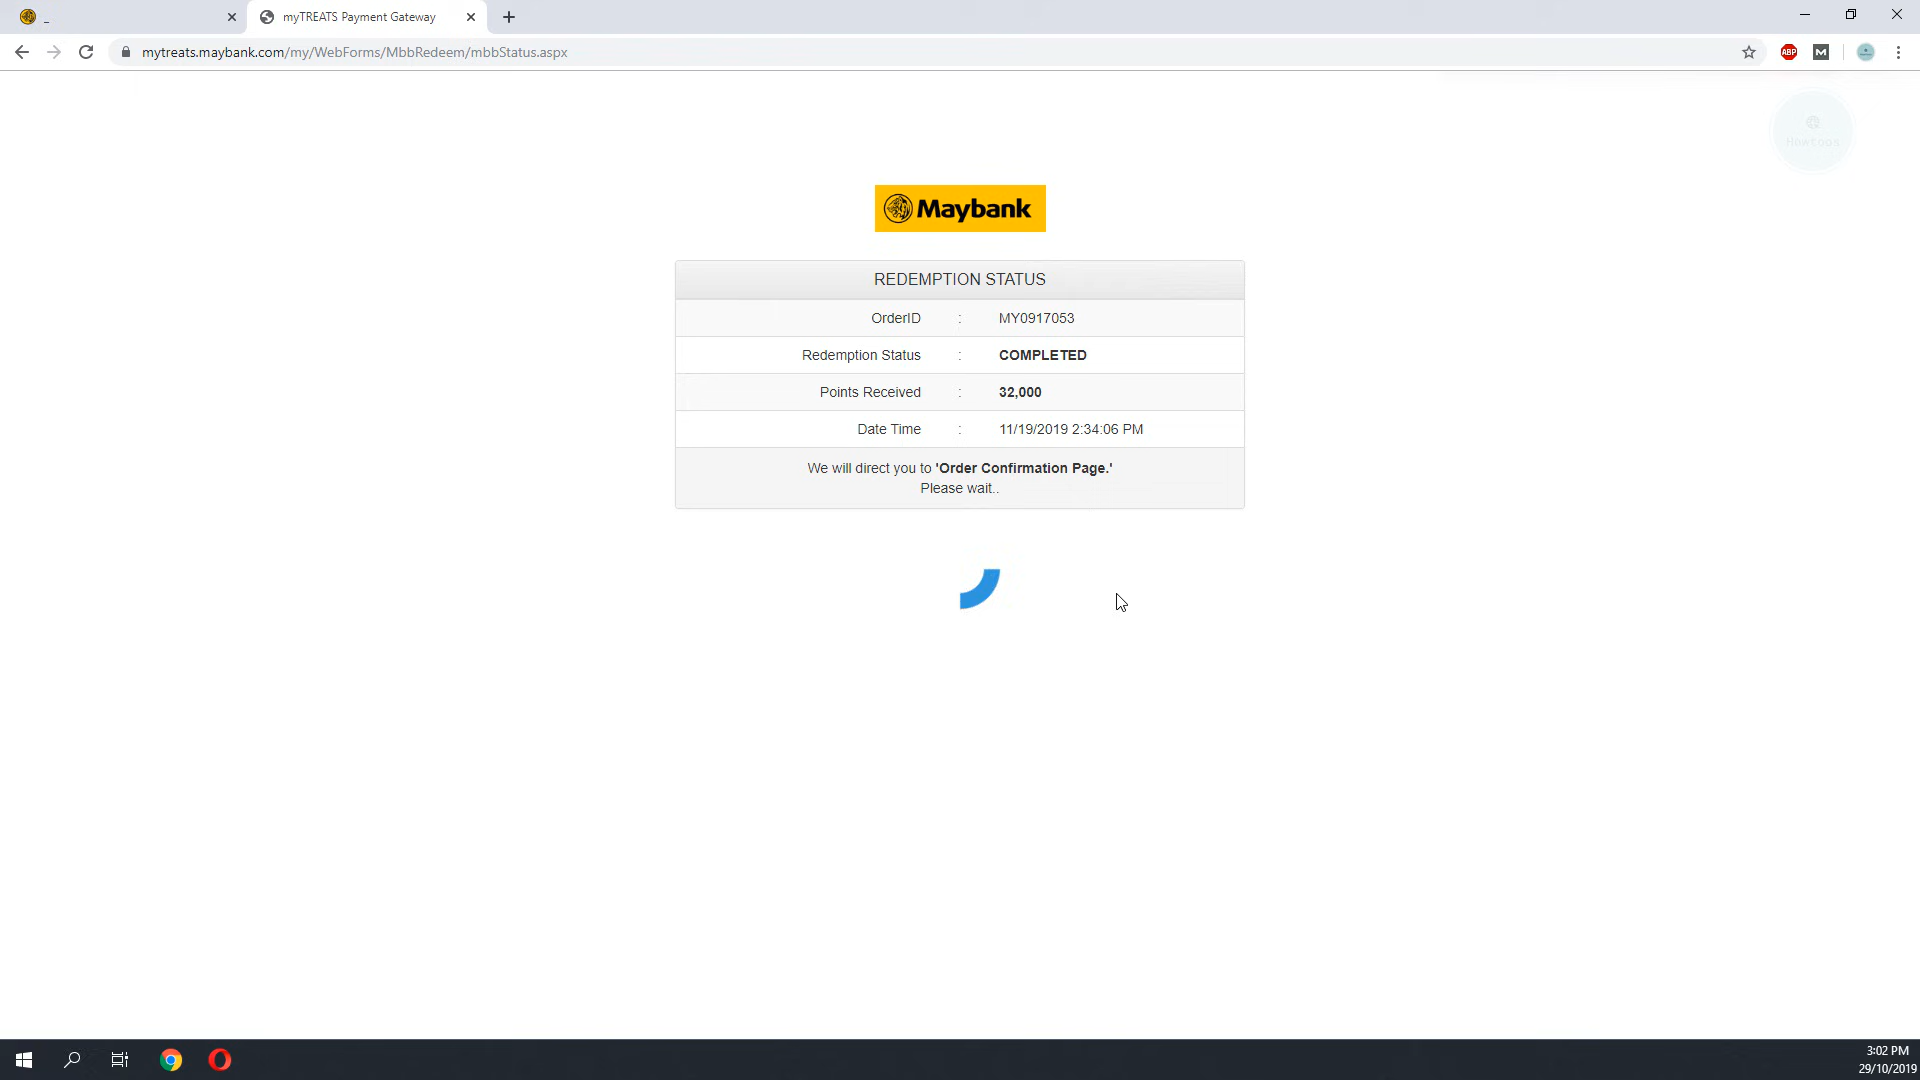 _
myTREATS Payment Gateway
mytreats.maybank.com/my/WebForms/MbbRedeem/mbbStatus.aspx
ABP
M
Howtoos
Maybank
REDEMPTION STATUS
OrderID : MY0917053
Redemption Status : COMPLETED
Points Received : 32,000
Date Time : 11/19/2019 2:34:06 PM
We will direct you to 'Order Confirmation Page.'
Please wait..
3:02 PM
29/10/2019